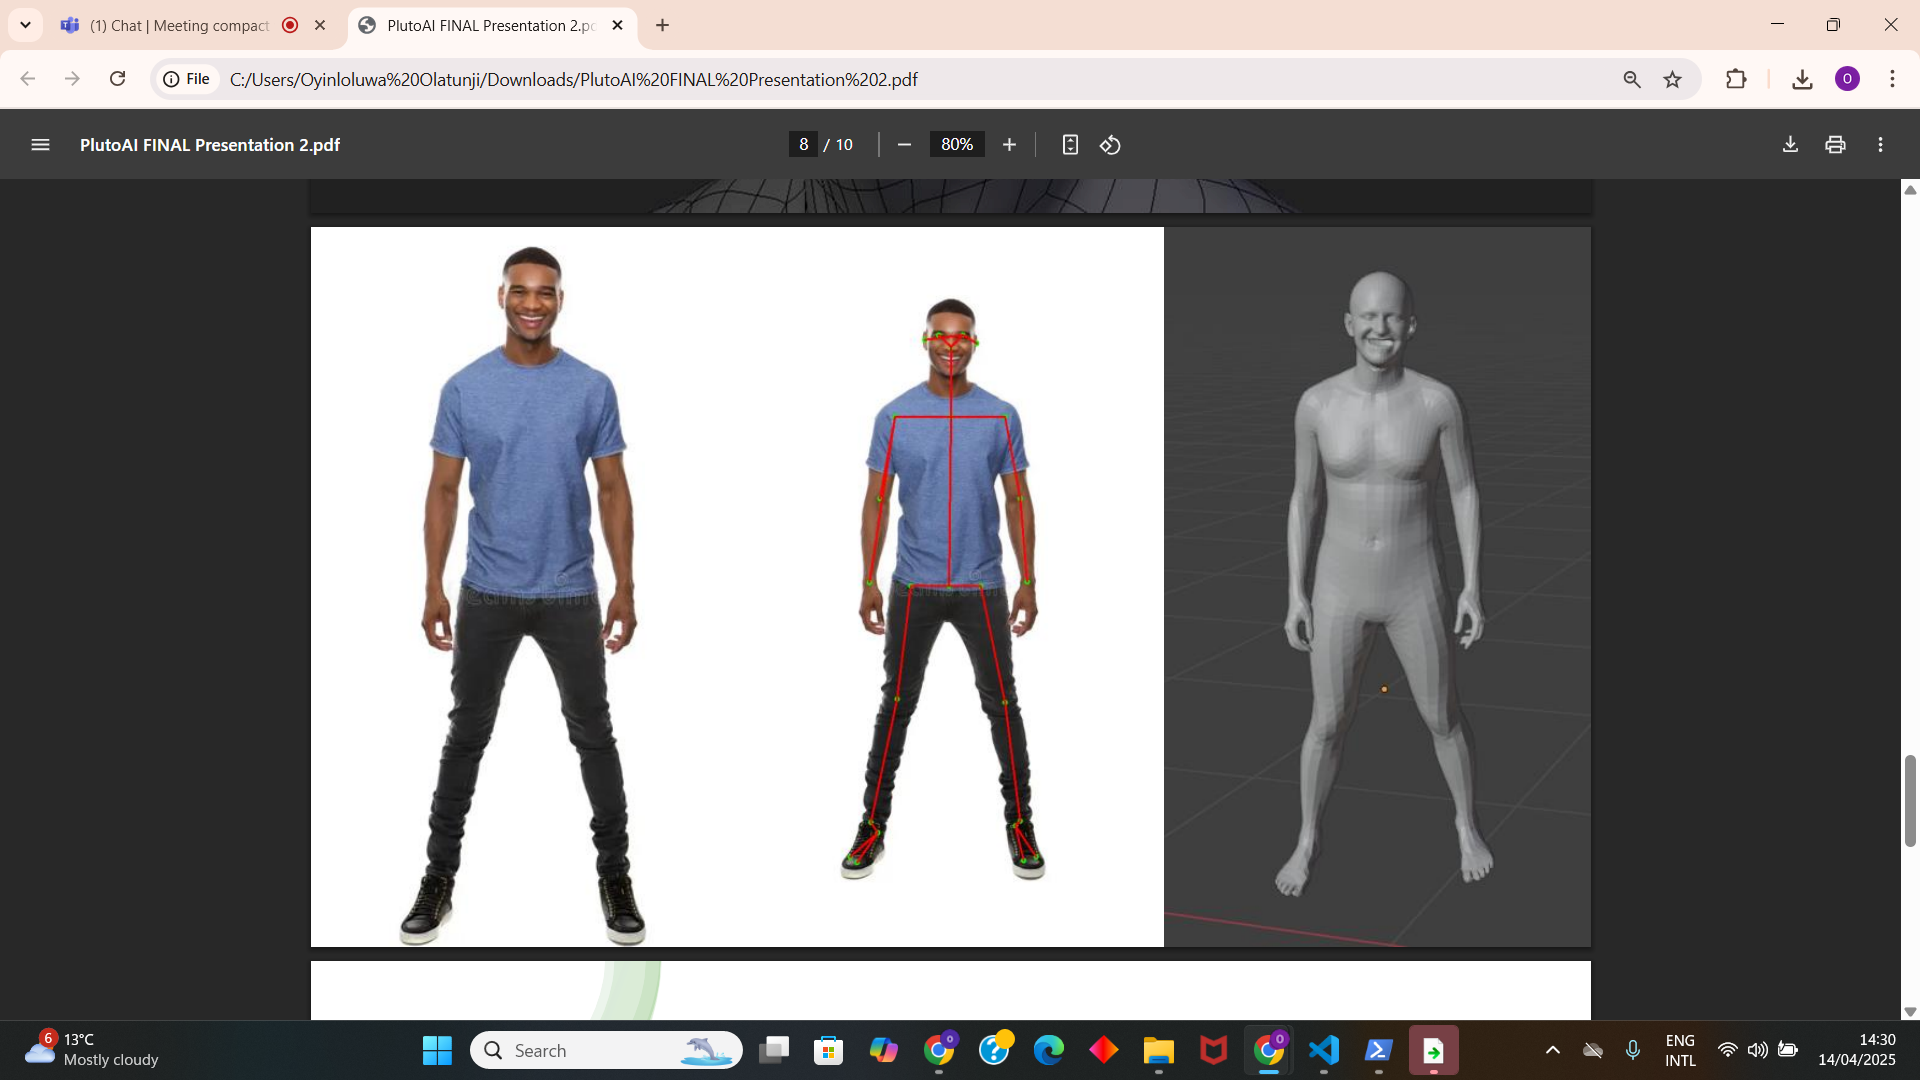 (1) Chat | Meeting compact
PlutoAI FINAL Presentation 2.pd
File
C:/Users/Oyinloluwa%20Olatunji/Downloads/PlutoAI%20FINAL%20Presentation%202.pdf
O
PlutoAI FINAL Presentation 2.pdf
8 / 10
80%
6
13°C
Mostly cloudy
Search
ENG
INTL
14:30
14/04/2025